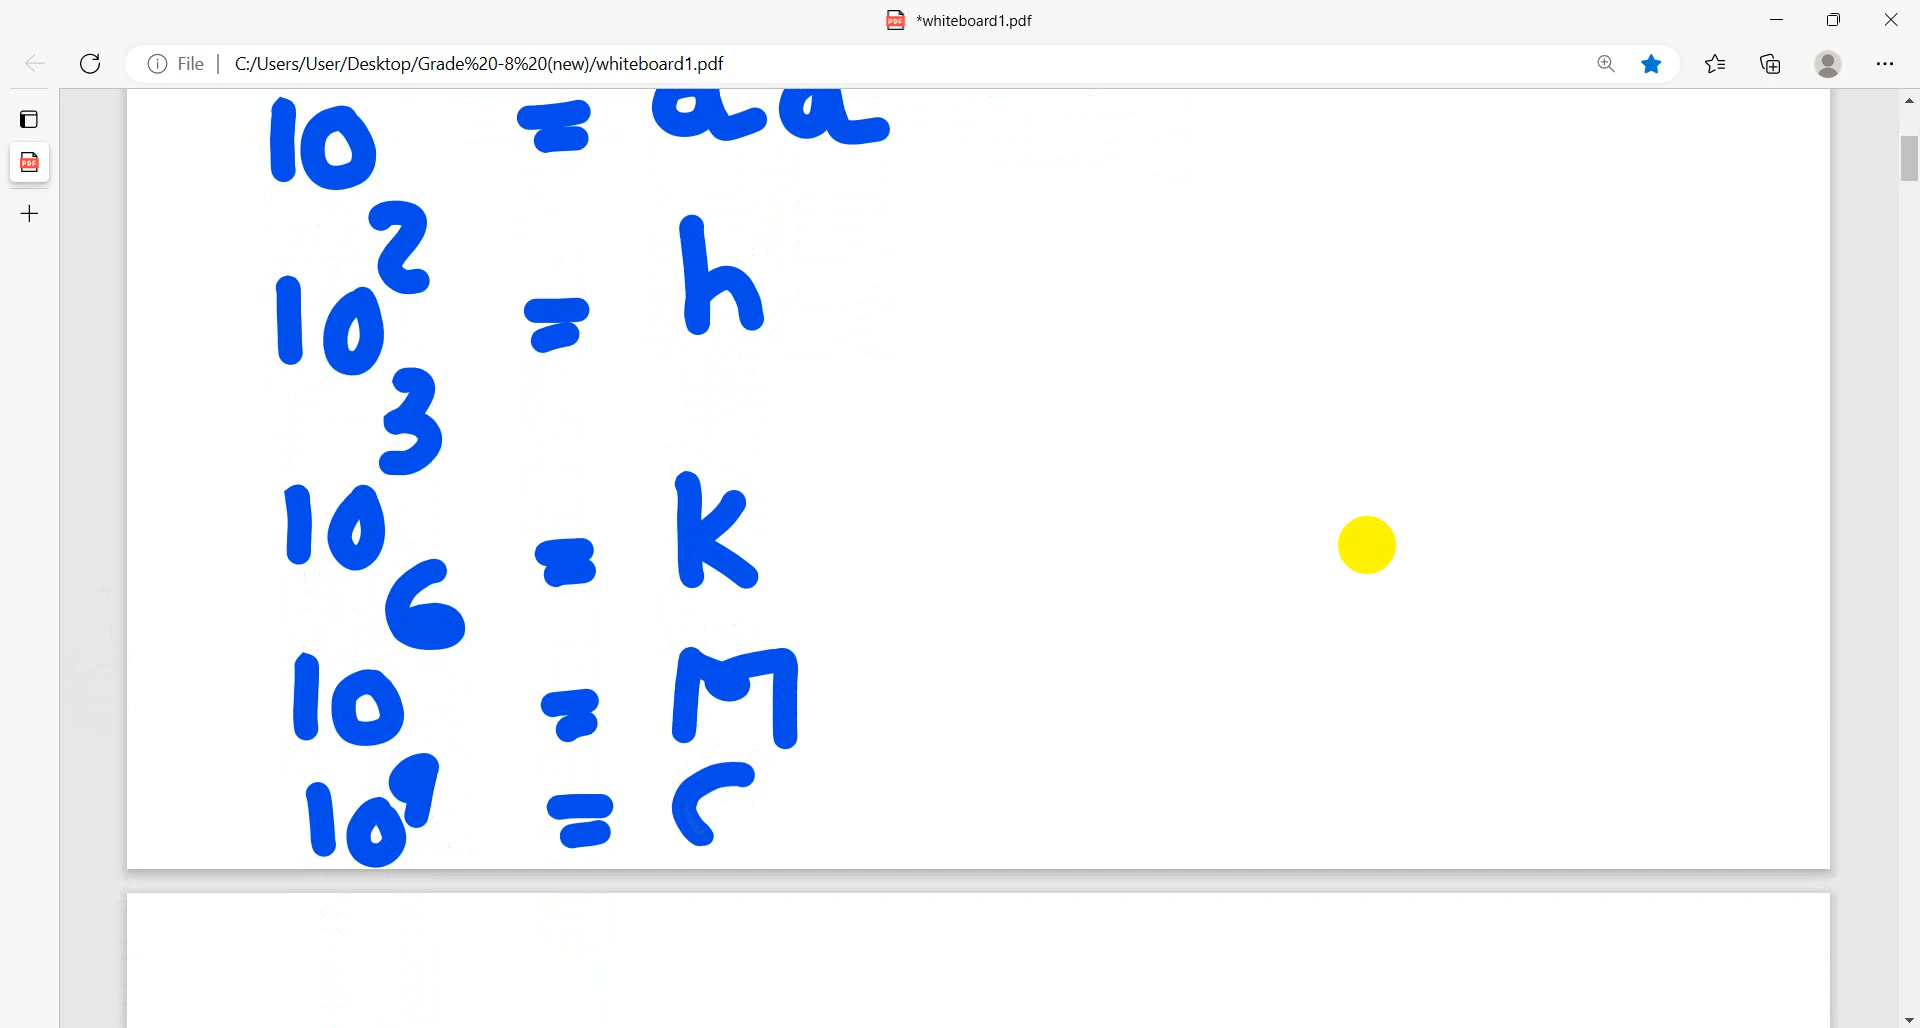 *whiteboard1.pdf
File | C:/Users/User/Desktop/Grade%20-8%20(new)/whiteboard1.pdf
10 = da
10² = h
10³ = K
10⁶ = M
10⁹ =